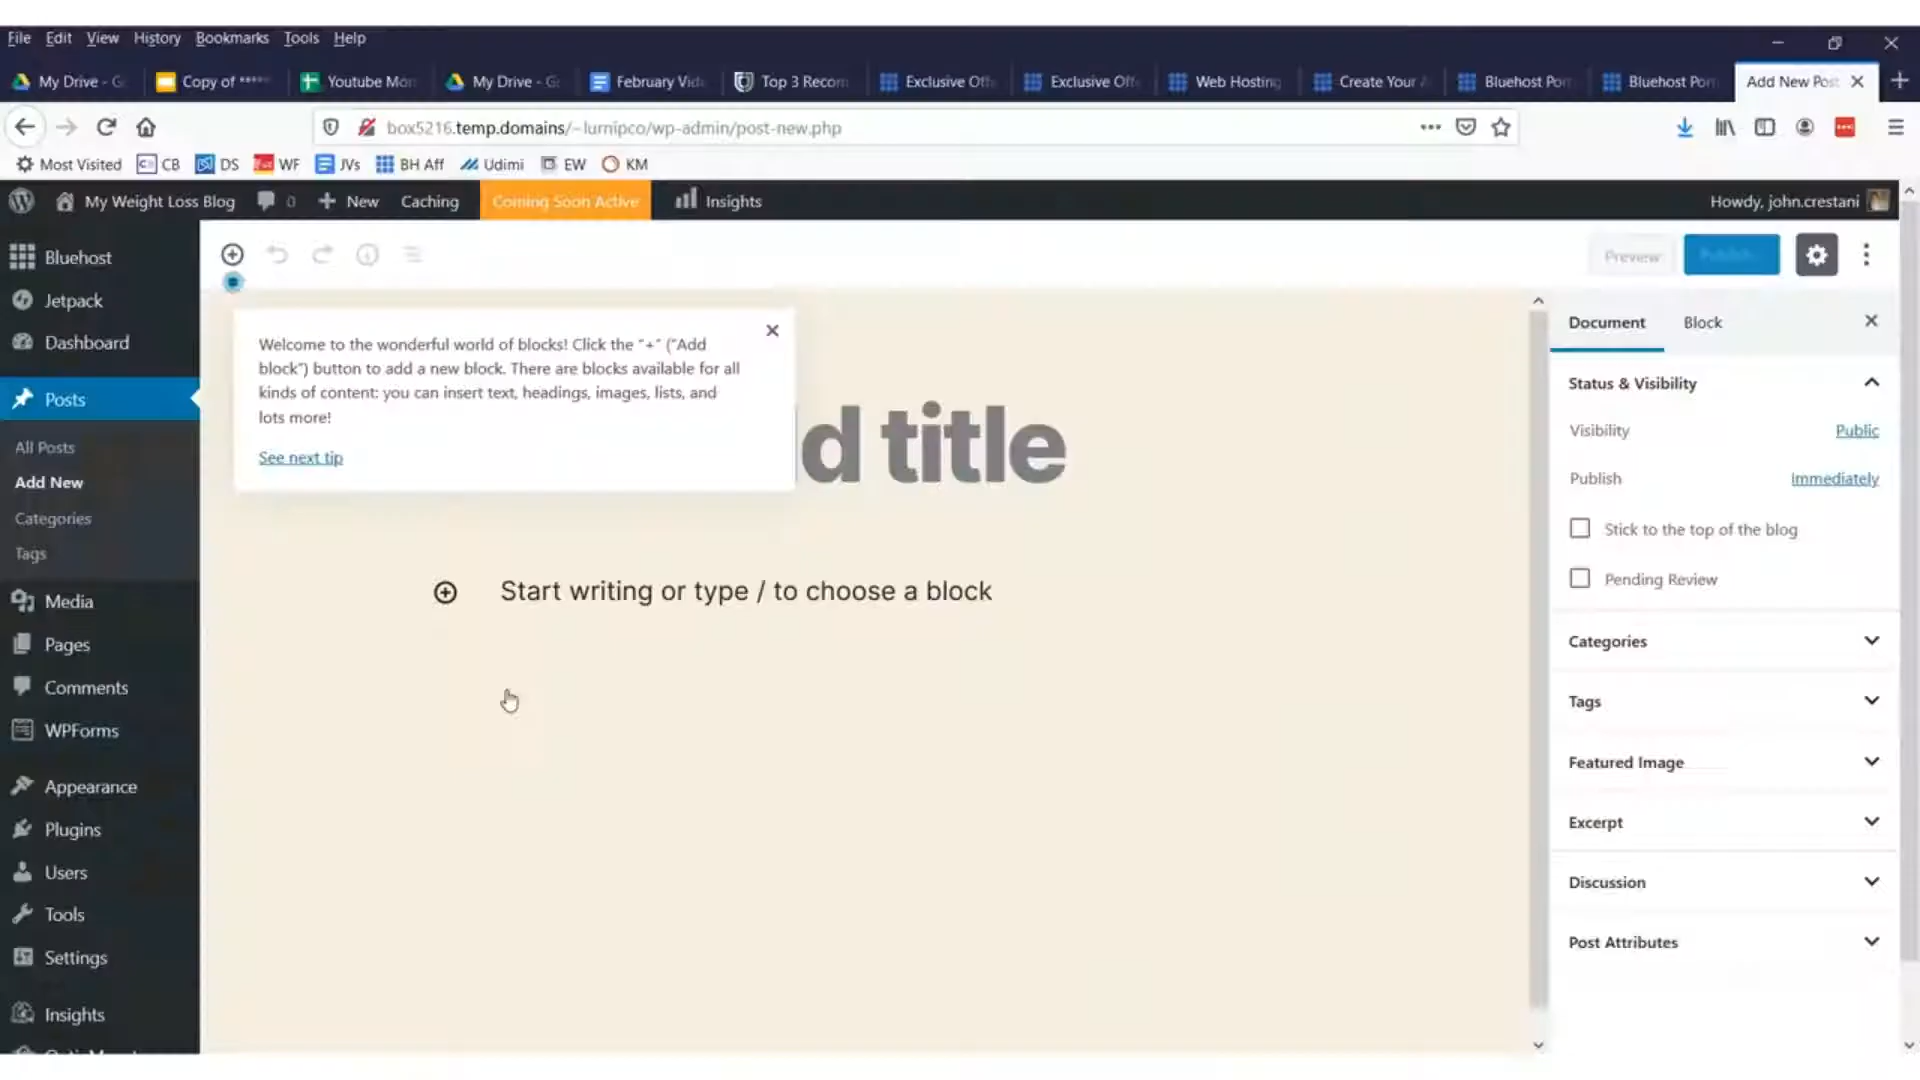 File Edit View History Bookmarks Tools Help
My Drive - G
Copy of *****
Youtube Mon
My Drive - G
February Vid
Top 3 Recom
Exclusive Off
Exclusive Off
Web Hosting
Create Your A
Bluehost Por
Bluehost Por
Add New Post
box5216.temp.domains/~lurnipco/wp-admin/post-new.php
Most Visited CB DS WF JVs BH Aff Udimi EW KM
My Weight Loss Blog 0 New Caching Coming Soon Active Insights Howdy, john.crestani
Bluehost
Jetpack
Dashboard
Posts
All Posts
Add New
Categories
Tags
Media
Pages
Comments
WPForms
Appearance
Plugins
Users
Tools
Settings
Insights
Preview
Welcome to the wonderful world of blocks! Click the “+” (“Add
block”) button to add a new block. There are blocks available for all
kinds of content: you can insert text, headings, images, lists, and
lots more!
See next tip
d title
Start writing or type / to choose a block
Document Block
Status & Visibility
Visibility Public
Publish Immediately
Stick to the top of the blog
Pending Review
Categories
Tags
Featured Image
Excerpt
Discussion
Post Attributes